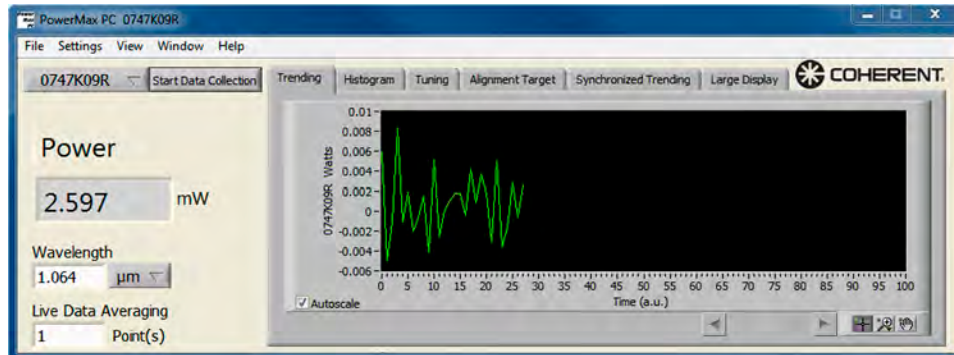 PowerMax PC 0747K09R
File Settings View Window Help
0747K09R Start Data Collection
Trending Histogram Tuning Alignment Target Synchronized Trending Large Display COHERENT.
Power
2.597 mW
Wavelength
1.064 µm
Live Data Averaging
1 Point(s)
0747K09R Watts
0.01
0.008
0.006
0.004
0.002
0
-0.002
-0.004
-0.006
0 5 10 15 20 25 30 35 40 45 50 55 60 65 70 75 80 85 90 95 100
Time (a.u.)
Autoscale